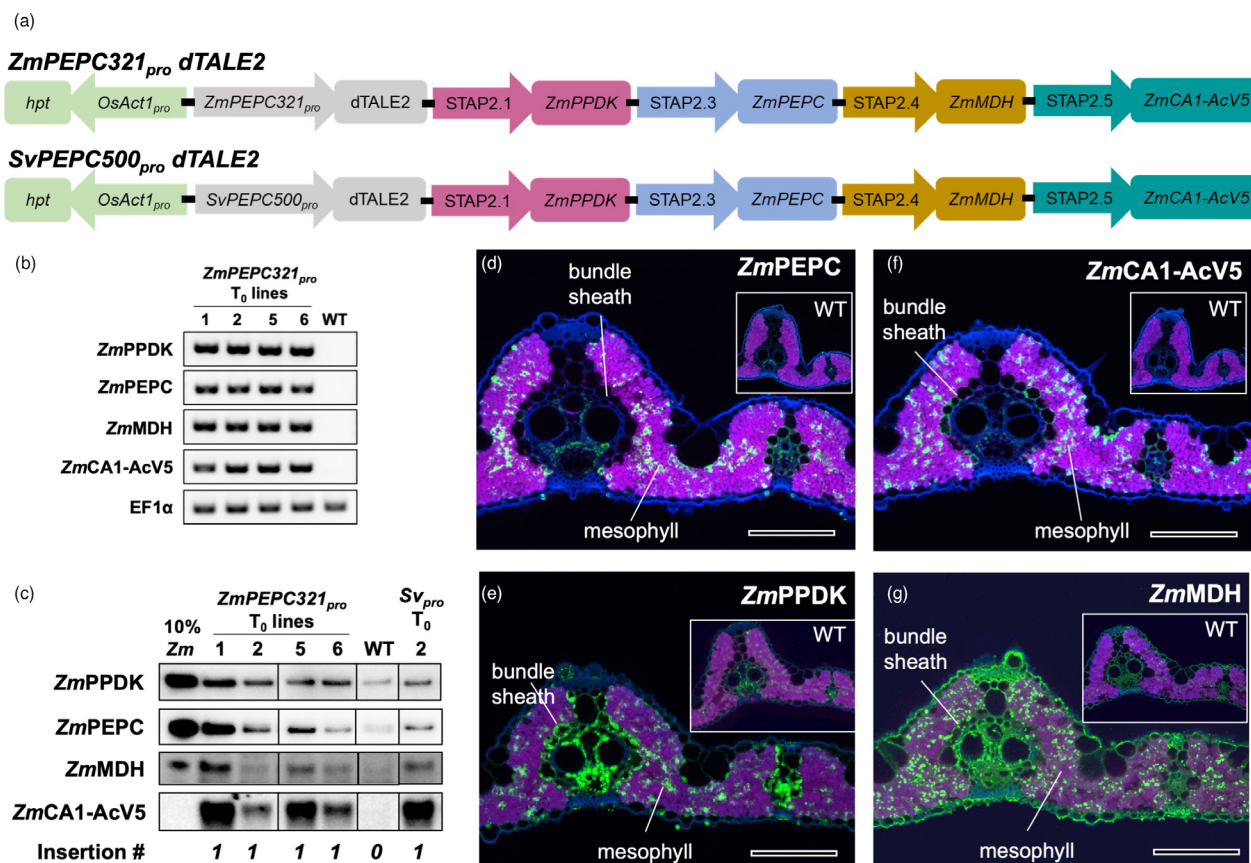 (a)
ZmPEPC321pro dTALE2
hpt OsAct1pro ZmPEPC321pro dTALE2 STAP2.1 ZmPPDK STAP2.3 ZmPEPC STAP2.4 ZmMDH STAP2.5 ZmCA1-AcV5
SvPEPC500pro dTALE2
hpt OsAct1pro SvPEPC500pro dTALE2 STAP2.1 ZmPPDK STAP2.3 ZmPEPC STAP2.4 ZmMDH STAP2.5 ZmCA1-AcV5
(b)
ZmPEPC321pro
T0 lines
1 2 5 6 WT
ZmPPDK
ZmPEPC
ZmMDH
ZmCA1-AcV5
EF1α
(c)
ZmPEPC321pro
T0 lines
Svpro
T0
10%
Zm 1 2 5 6 WT 2
ZmPPDK
ZmPEPC
ZmMDH
ZmCA1-AcV5
Insertion # 1 1 1 1 0 1
(d)
ZmPEPC
bundle
sheath
WT
mesophyll
(f)
ZmCA1-AcV5
bundle
sheath
WT
mesophyll
(e)
ZmPPDK
bundle
sheath
WT
mesophyll
(g)
ZmMDH
bundle
sheath
WT
mesophyll